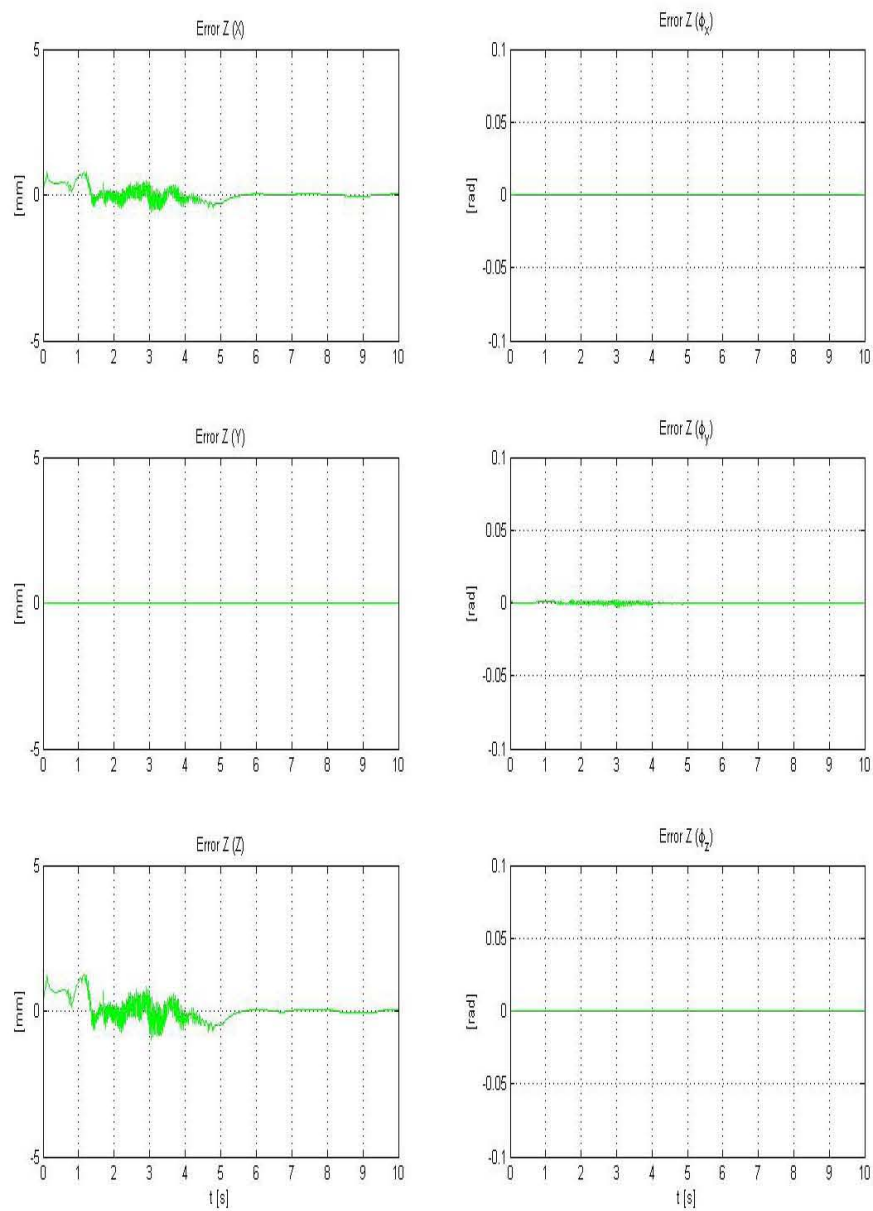 Error Z (X)
5
0
-5
[mm]
0 1 2 3 4 5 6 7 8 9 10
Error Z (ϕx)
0.1
0.05
0
-0.05
-0.1
[rad]
0 1 2 3 4 5 6 7 8 9 10
Error Z (Y)
5
0
-5
[mm]
0 1 2 3 4 5 6 7 8 9 10
Error Z (ϕy)
0.1
0.05
0
-0.05
-0.1
[rad]
0 1 2 3 4 5 6 7 8 9 10
Error Z (Z)
5
0
-5
[mm]
0 1 2 3 4 5 6 7 8 9 10
t [s]
Error Z (ϕz)
0.1
0.05
0
-0.05
-0.1
[rad]
0 1 2 3 4 5 6 7 8 9 10
t [s]